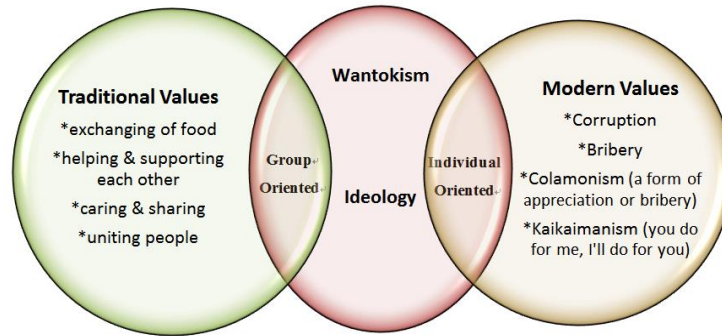 Traditional Values
*exchanging of food
*helping & supporting
each other
*caring & sharing
*uniting people
Group
Oriented
Wantokism
Ideology
Individual
Oriented
Modern Values
*Corruption
*Bribery
*Colamonism (a form of
appreciation or bribery)
*Kaikaimanism (you do
for me, I'll do for you)